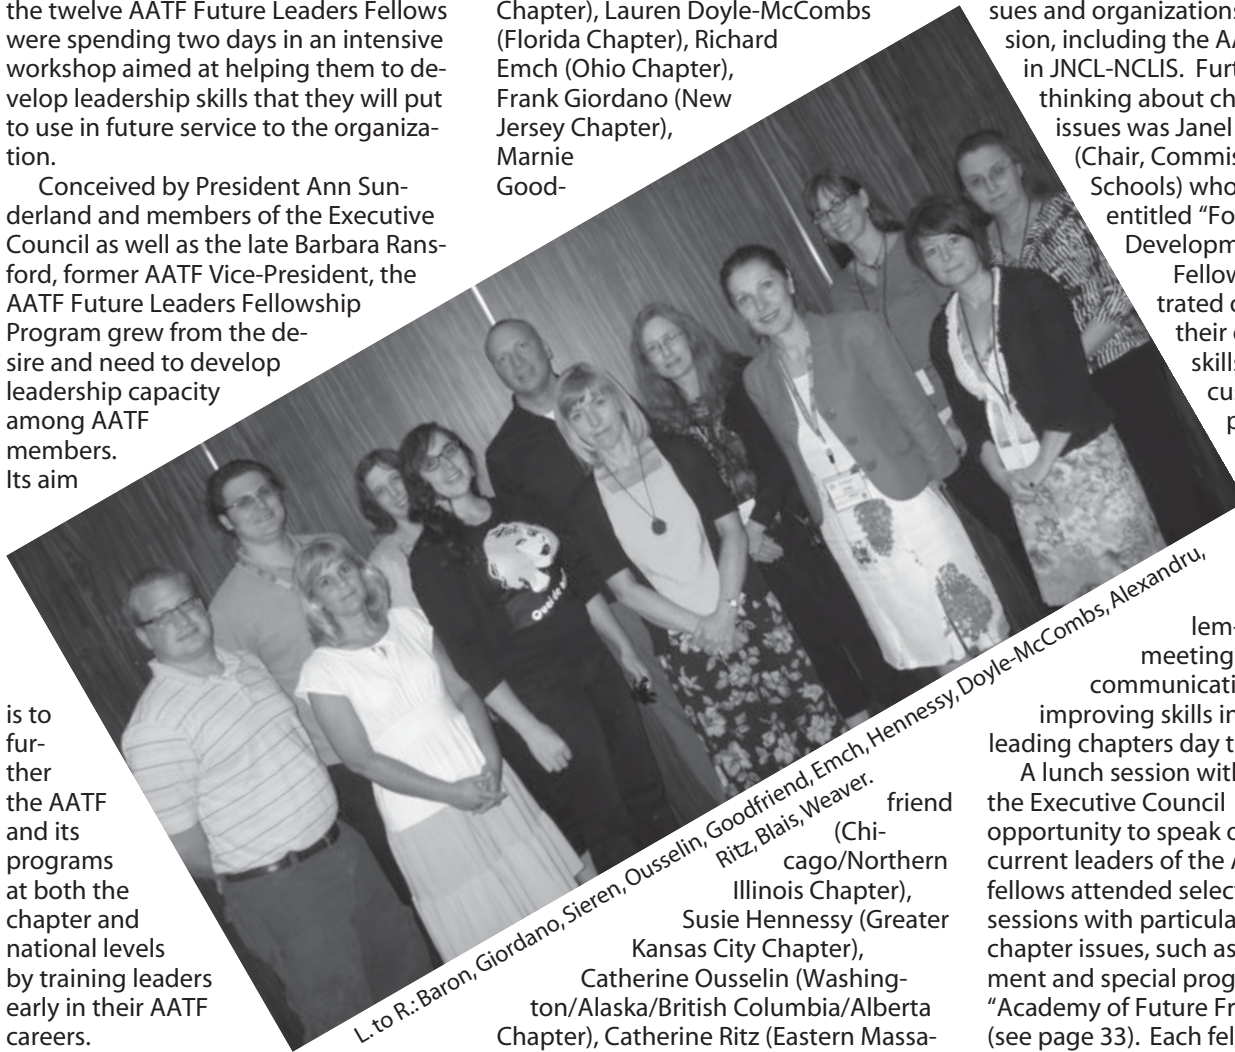 the twelve AATF Future Leaders Fellows
were spending two days in an intensive
workshop aimed at helping them to de-
velop leadership skills that they will put
to use in future service to the organiza-
tion.
Conceived by President Ann Sun-
derland and members of the Executive
Council as well as the late Barbara Rans-
ford, former AATF Vice-President, the
AATF Future Leaders Fellowship
Program grew from the de-
sire and need to develop
leadership capacity
among AATF
members.
Its aim
is to
fur-
ther
the AATF
and its
programs
at both the
chapter and
national levels
by training leaders
early in their AATF
careers.
Chapter), Lauren Doyle-McCombs
(Florida Chapter), Richard
Emch (Ohio Chapter),
Frank Giordano (New
Jersey Chapter),
Marnie
Good-
friend
(Chi-
cago/Northern
Illinois Chapter),
Susie Hennessy (Greater
Kansas City Chapter),
Catherine Ousselin (Washing-
ton/Alaska/British Columbia/Alberta
Chapter), Catherine Ritz (Eastern Massa-
L. to R.: Baron, Giordano, Sieren, Ousselin, Goodfriend, Emch, Hennessy, Doyle-McCombs, Alexandru,
Ritz, Blais, Weaver.
sues and organizations
sion, including the
in JNCL-NCLIS. Furt
thinking about ch
issues was Janel
(Chair, Commis
Schools) who
entitled “Fo
Developm
Fellow
trated
their
skills
cu
lem-
meeting
communicati
improving skills in
leading chapters day t
A lunch session with
the Executive Council
opportunity to speak
current leaders of the
fellows attended select
sessions with particula
chapter issues, such as
ment and special prog
“Academy of Future Fr
(see page 33). Each fel